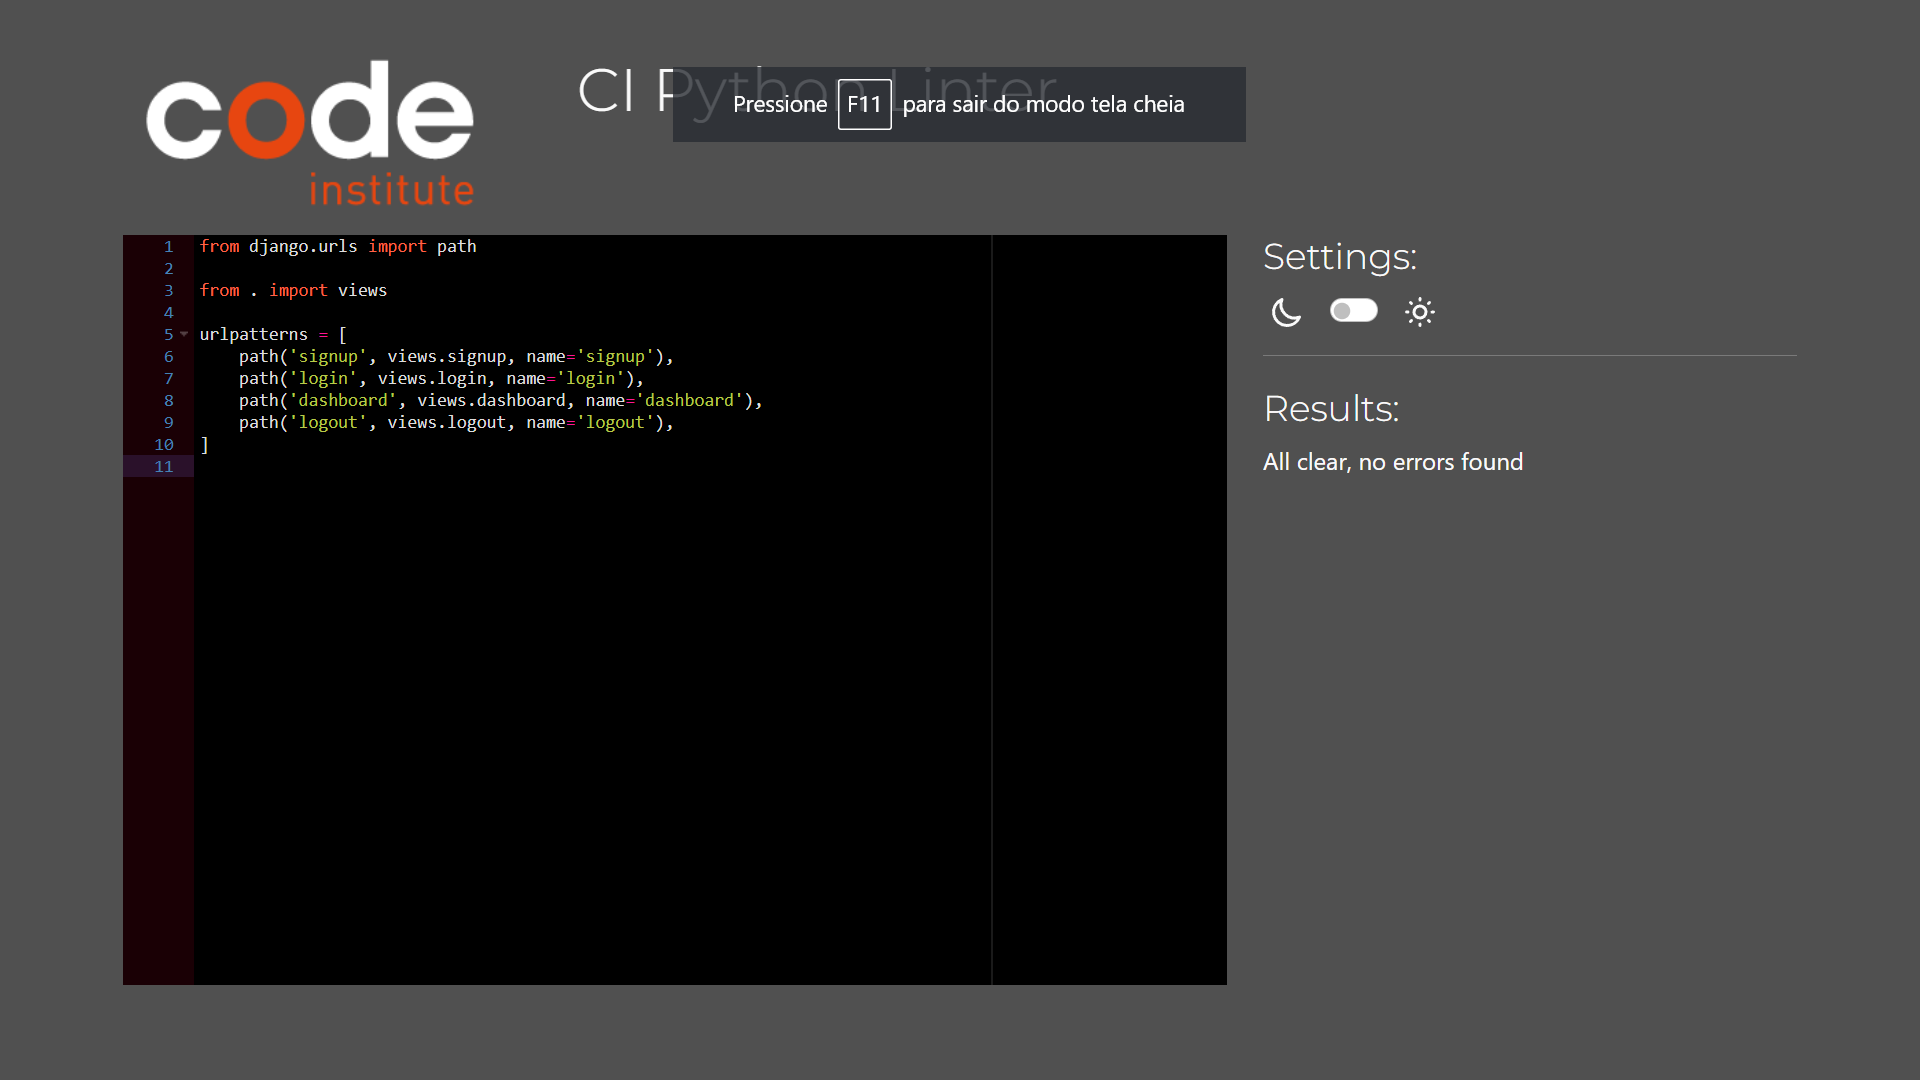 code
institute
CI Python Linter
Pressione F11 para sair do modo tela cheia
1 from django.urls import path
2
3 from . import views
4
5 urlpatterns = [
6     path('signup', views.signup, name='signup'),
7     path('login', views.login, name='login'),
8     path('dashboard', views.dashboard, name='dashboard'),
9     path('logout', views.logout, name='logout'),
10 ]
11
Settings:
Results:
All clear, no errors found